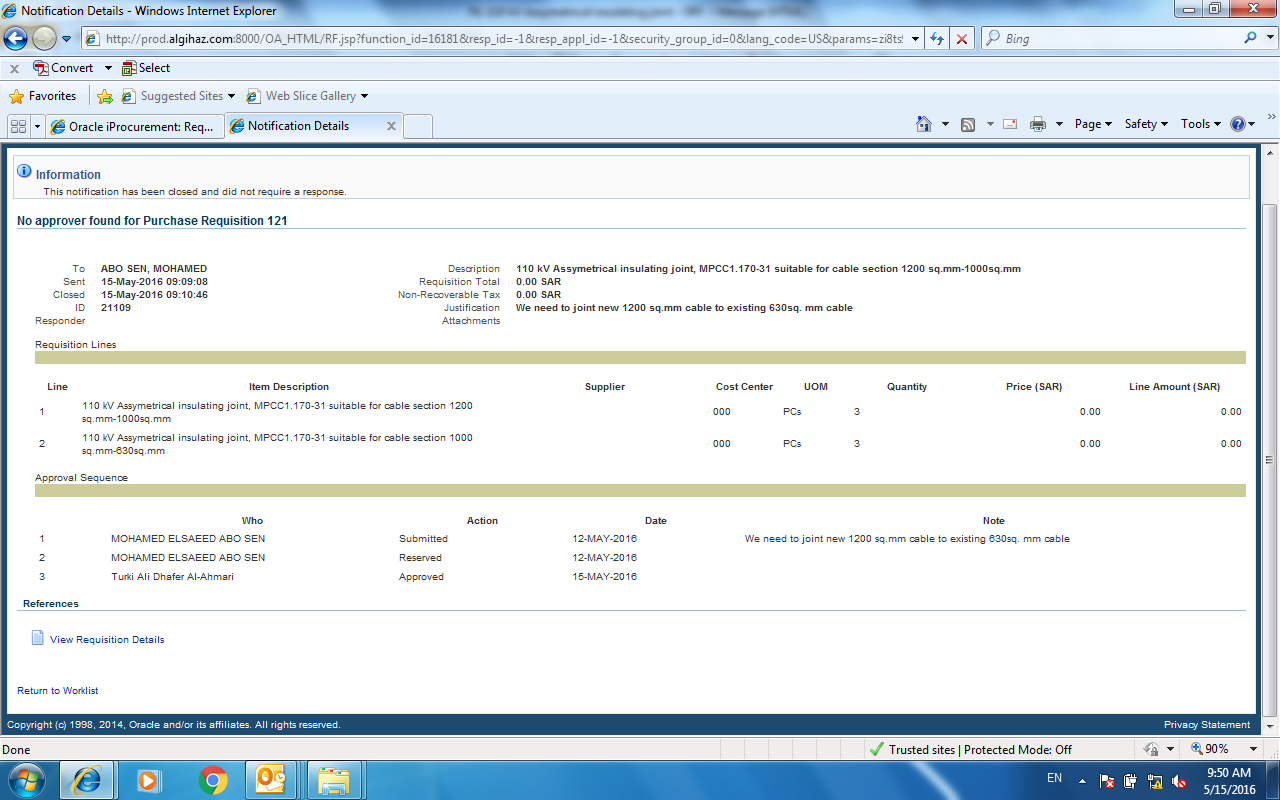 Notification Details - Windows Internet Explorer
http://prod.algihaz.com:8000/OA_HTML/RF.jsp?function_id=16181&resp_id=-1&resp_appl_id=-1&security_group_id=0&lang_code=US&params=zi8ts Bing
x Convert Select
Favorites Suggested Sites Web Slice Gallery
Oracle iProcurement: Req... Notification Details x Page Safety Tools
Information
This notification has been closed and did not require a response.
No approver found for Purchase Requisition 121
To ABO SEN, MOHAMED Description 110 kV Assymetrical insulating joint, MPCC1.170-31 suitable for cable section 1200 sq.mm-1000sq.mm
Sent 15-May-2016 09:09:08 Requisition Total 0.00 SAR
Closed 15-May-2016 09:10:46 Non-Recoverable Tax 0.00 SAR
ID 21109 Justification We need to joint new 1200 sq.mm cable to existing 630sq. mm cable
Responder Attachments
Requisition Lines
Line Item Description Supplier Cost Center UOM Quantity Price (SAR) Line Amount (SAR)
1 110 kV Assymetrical insulating joint, MPCC1.170-31 suitable for cable section 1200 sq.mm-1000sq.mm 000 PCs 3 0.00 0.00
2 110 kV Assymetrical insulating joint, MPCC1.170-31 suitable for cable section 1000 sq.mm-630sq.mm 000 PCs 3 0.00 0.00
Approval Sequence
Who Action Date Note
1 MOHAMED ELSAEED ABO SEN Submitted 12-MAY-2016 We need to joint new 1200 sq.mm cable to existing 630sq. mm cable
2 MOHAMED ELSAEED ABO SEN Reserved 12-MAY-2016
3 Turki Ali Dhafer Al-Ahmari Approved 15-MAY-2016
References
View Requisition Details
Return to Worklist
Copyright (c) 1998, 2014, Oracle and/or its affiliates. All rights reserved. Privacy Statement
Done Trusted sites | Protected Mode: Off 90%
EN 9:50 AM
5/15/2016